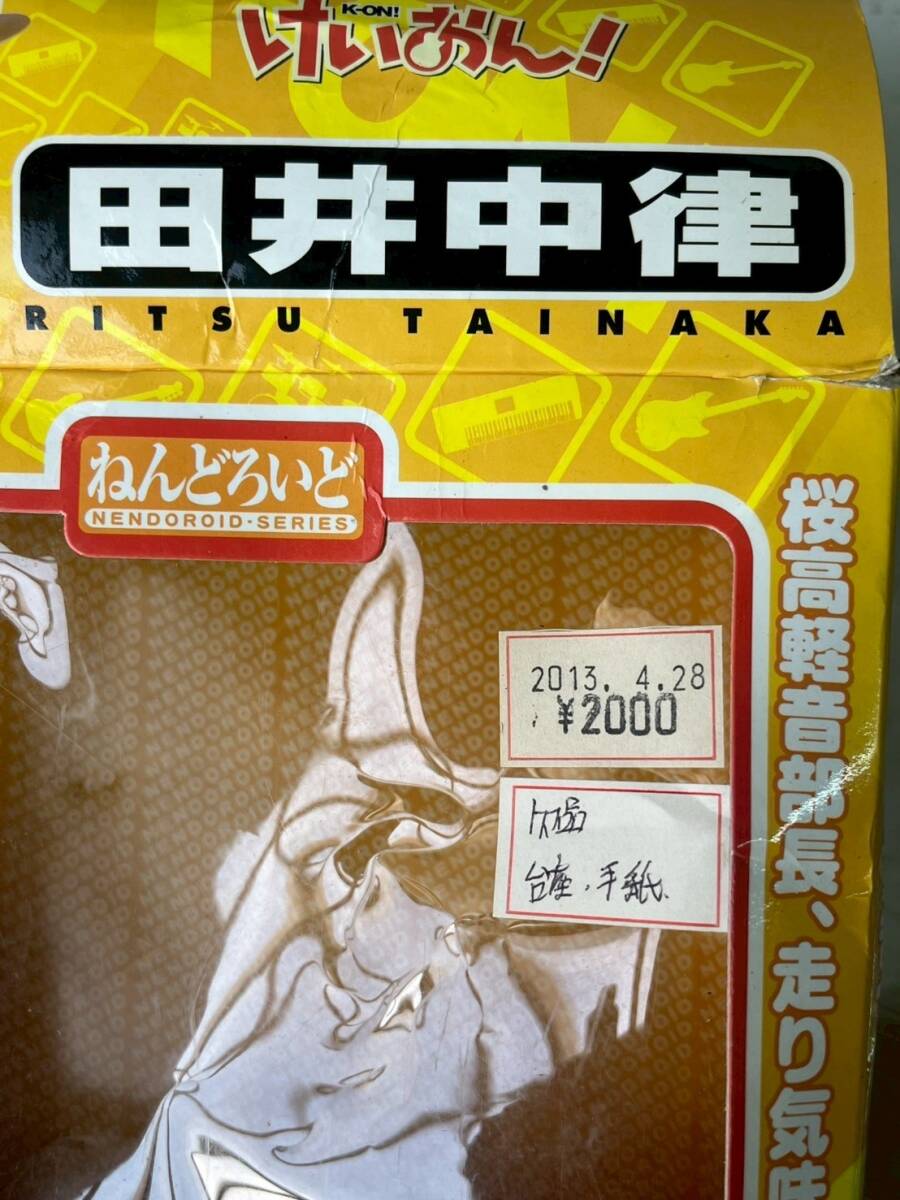 K-ON!
けいおん!
田井中律
RITSU TAINAKA
ねんどろいど
NENDOROID-SERIES
2013. 4.28
¥2000
欠品
台座・手紙
桜高軽音部長、走り気味